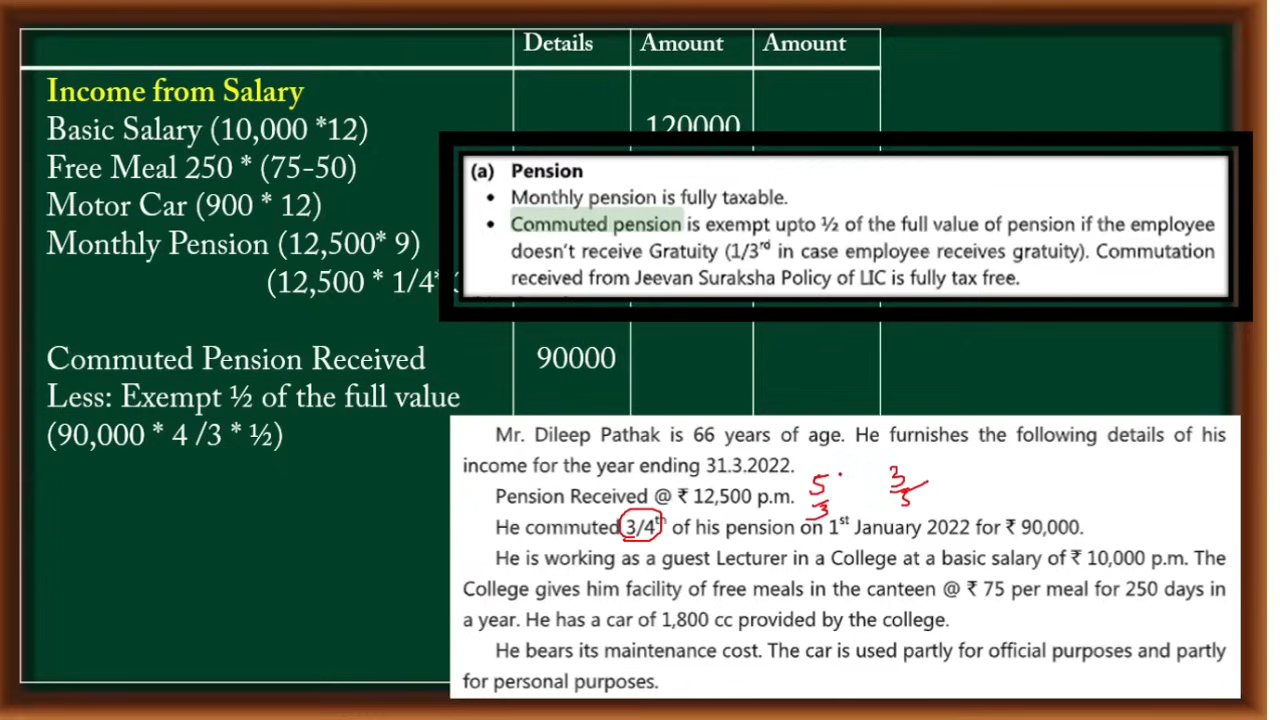 Details Amount Amount
Income from Salary
Basic Salary (10,000 *12) 120000
Free Meal 250 * (75-50)
Motor Car (900 * 12)
Monthly Pension (12,500* 9)
(12,500 * 1/4*
(a) Pension
• Monthly pension is fully taxable.
• Commuted pension is exempt upto ½ of the full value of pension if the employee
doesn't receive Gratuity (1/3rd in case employee receives gratuity). Commutation
received from Jeevan Suraksha Policy of LIC is fully tax free.
Commuted Pension Received 90000
Less: Exempt ½ of the full value
(90,000 * 4 /3 * ½)
Mr. Dileep Pathak is 66 years of age. He furnishes the following details of his
income for the year ending 31.3.2022.
Pension Received @ ₹ 12,500 p.m. 5/3 3/5
He commuted 3/4th of his pension on 1st January 2022 for ₹ 90,000.
He is working as a guest Lecturer in a College at a basic salary of ₹ 10,000 p.m. The
College gives him facility of free meals in the canteen @ ₹ 75 per meal for 250 days in
a year. He has a car of 1,800 cc provided by the college.
He bears its maintenance cost. The car is used partly for official purposes and partly
for personal purposes.